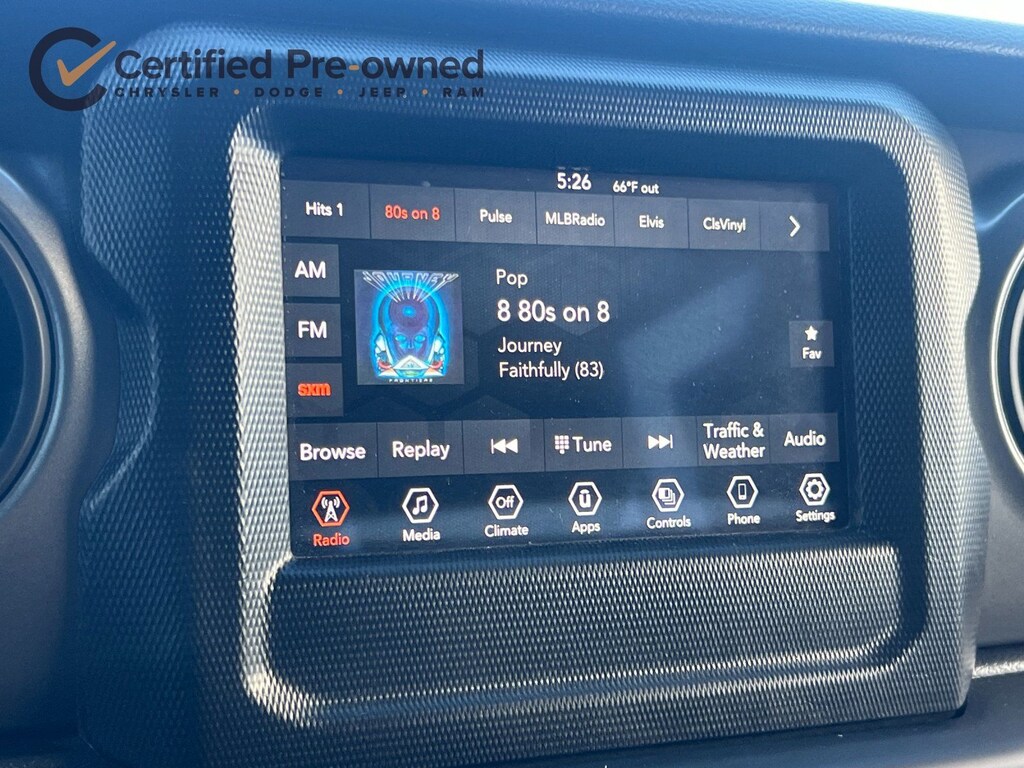 Certified Pre-owned
CHRYSLER • DODGE • JEEP • RAM
5:26 66°F out
Hits 1 80s on 8 Pulse MLBRadio Elvis ClsVinyl
AM
FM
sxm
JOURNEY
FRONTIERS
Pop
8 80s on 8
Journey
Faithfully (83)
Fav
Browse Replay Tune Traffic & Weather Audio
Radio Media Off Climate Apps Controls Phone Settings